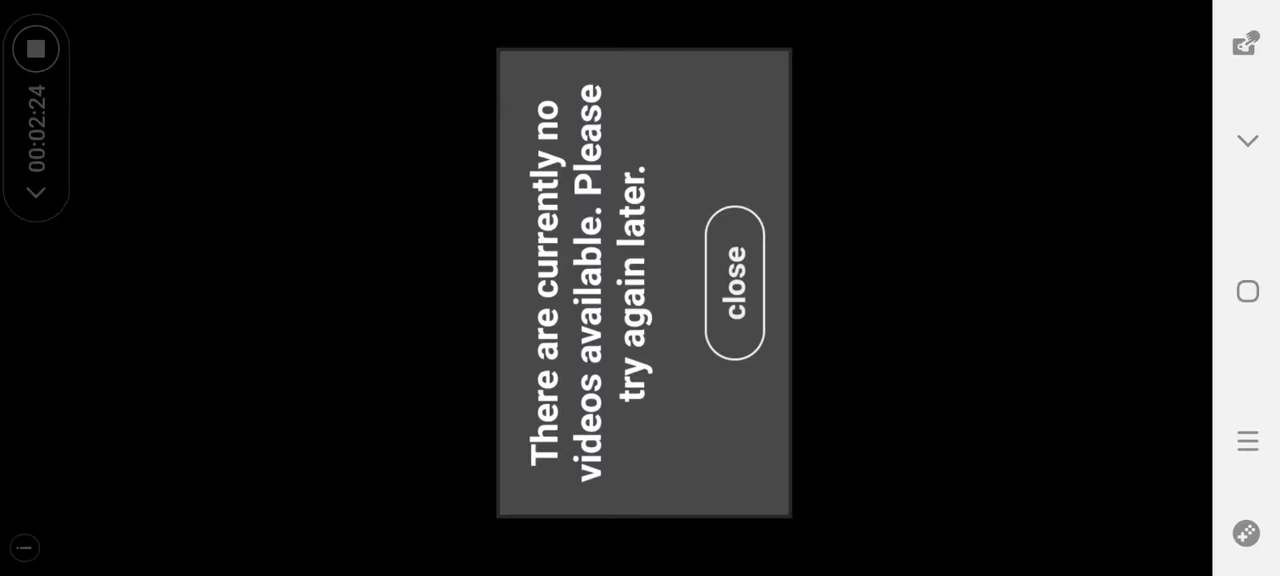 There are currently no
videos available. Please
try again later.
close
00:02:24